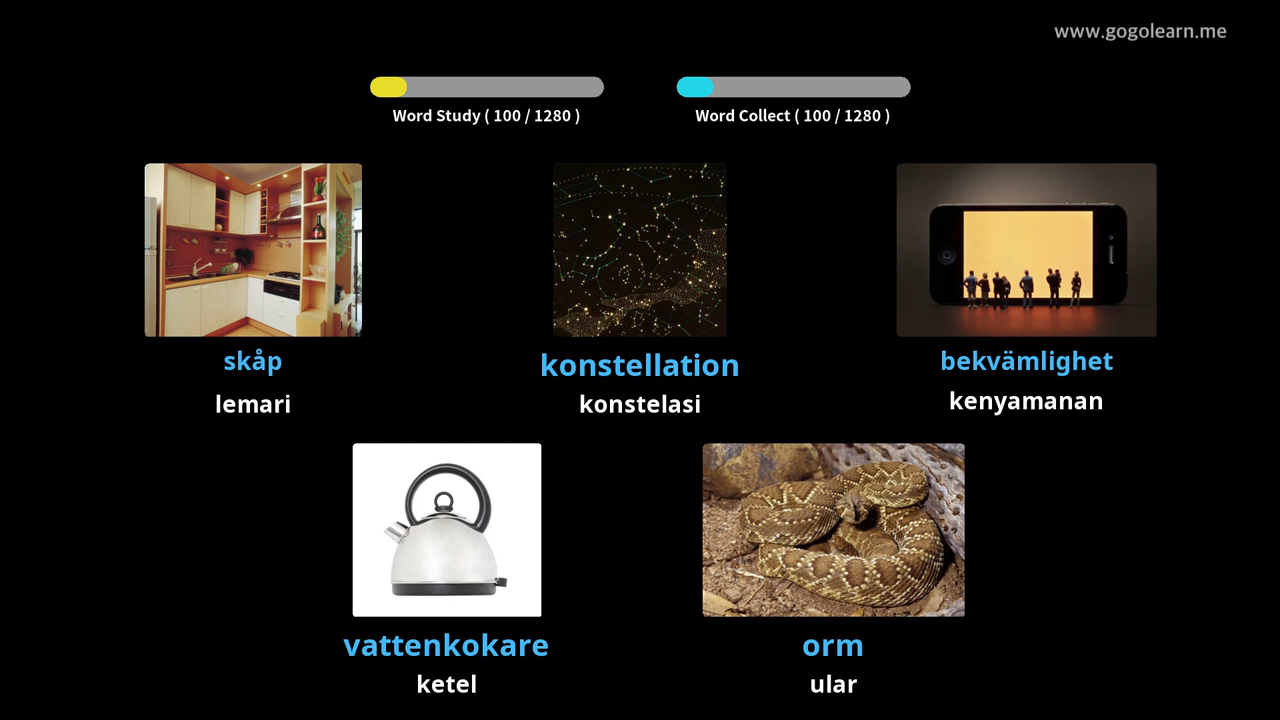 www.gogolearn.me
Word Study ( 100 / 1280 )
Word Collect ( 100 / 1280 )
skåp
lemari
konstellation
konstelasi
bekvämlighet
kenyamanan
vattenkokare
ketel
orm
ular